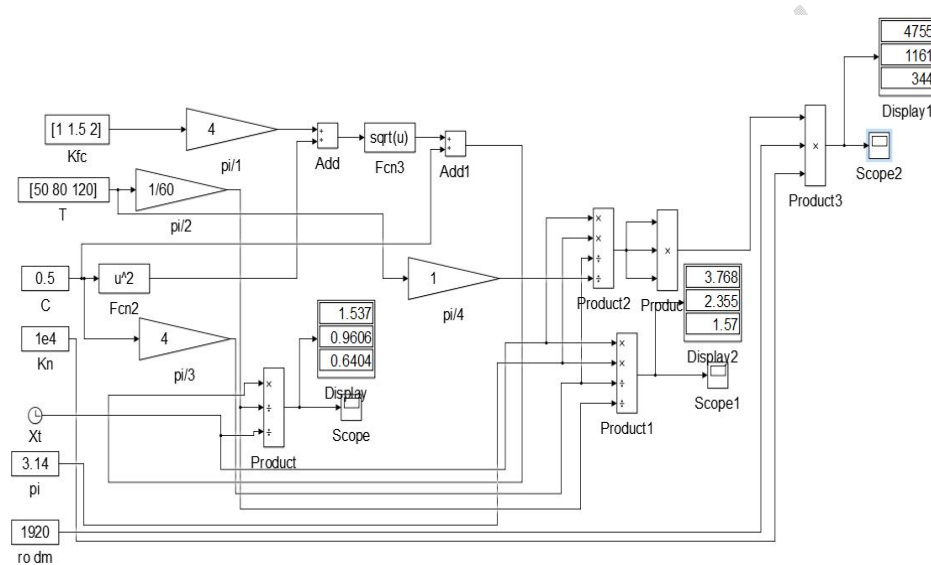 4755
1161
344
Display1
[1 1.5 2]
4
+
+
sqrt(u)
+
+
×
Kfc
pi/1
Add
Fcn3
Add1
Scope2
Product3
[50 80 120]
1/60
T
pi/2
×
×
÷
÷
×
0.5
u^2
1
3.768
2.355
1.57
C
Fcn2
pi/4
Product2
Produc
1e4
4
1.537
0.9606
0.6404
×
×
÷
÷
Display2
Kn
pi/3
Display
Scope1
×
÷
÷
Product1
Xt
Scope
Product
3.14
pi
1920
ro dm